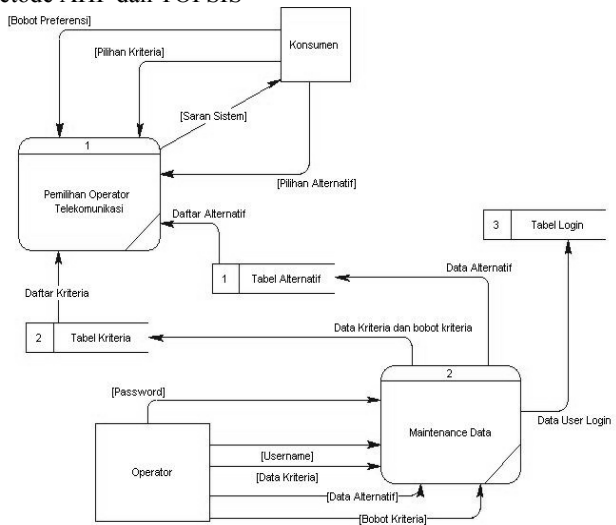 etode AHP dan TOPSIS
[Bobot Preferensi]
Konsumen
[Pilihan Kriteria]
[Saran Sistem]
1
[Pilihan Alternatif]
Pemilihan Operator
Telekomunikasi
Daftar Alternatif
3 Tabel Login
1 Tabel Alternatif
Data Alternatif
Daftar Kriteria
2 Tabel Kriteria
Data Kriteria dan bobot kriteria
2
[Password]
Maintenance Data
Data User Login
[Username]
Operator
[Data Kriteria]
[Data Alternatif]
[Bobot Kriteria]